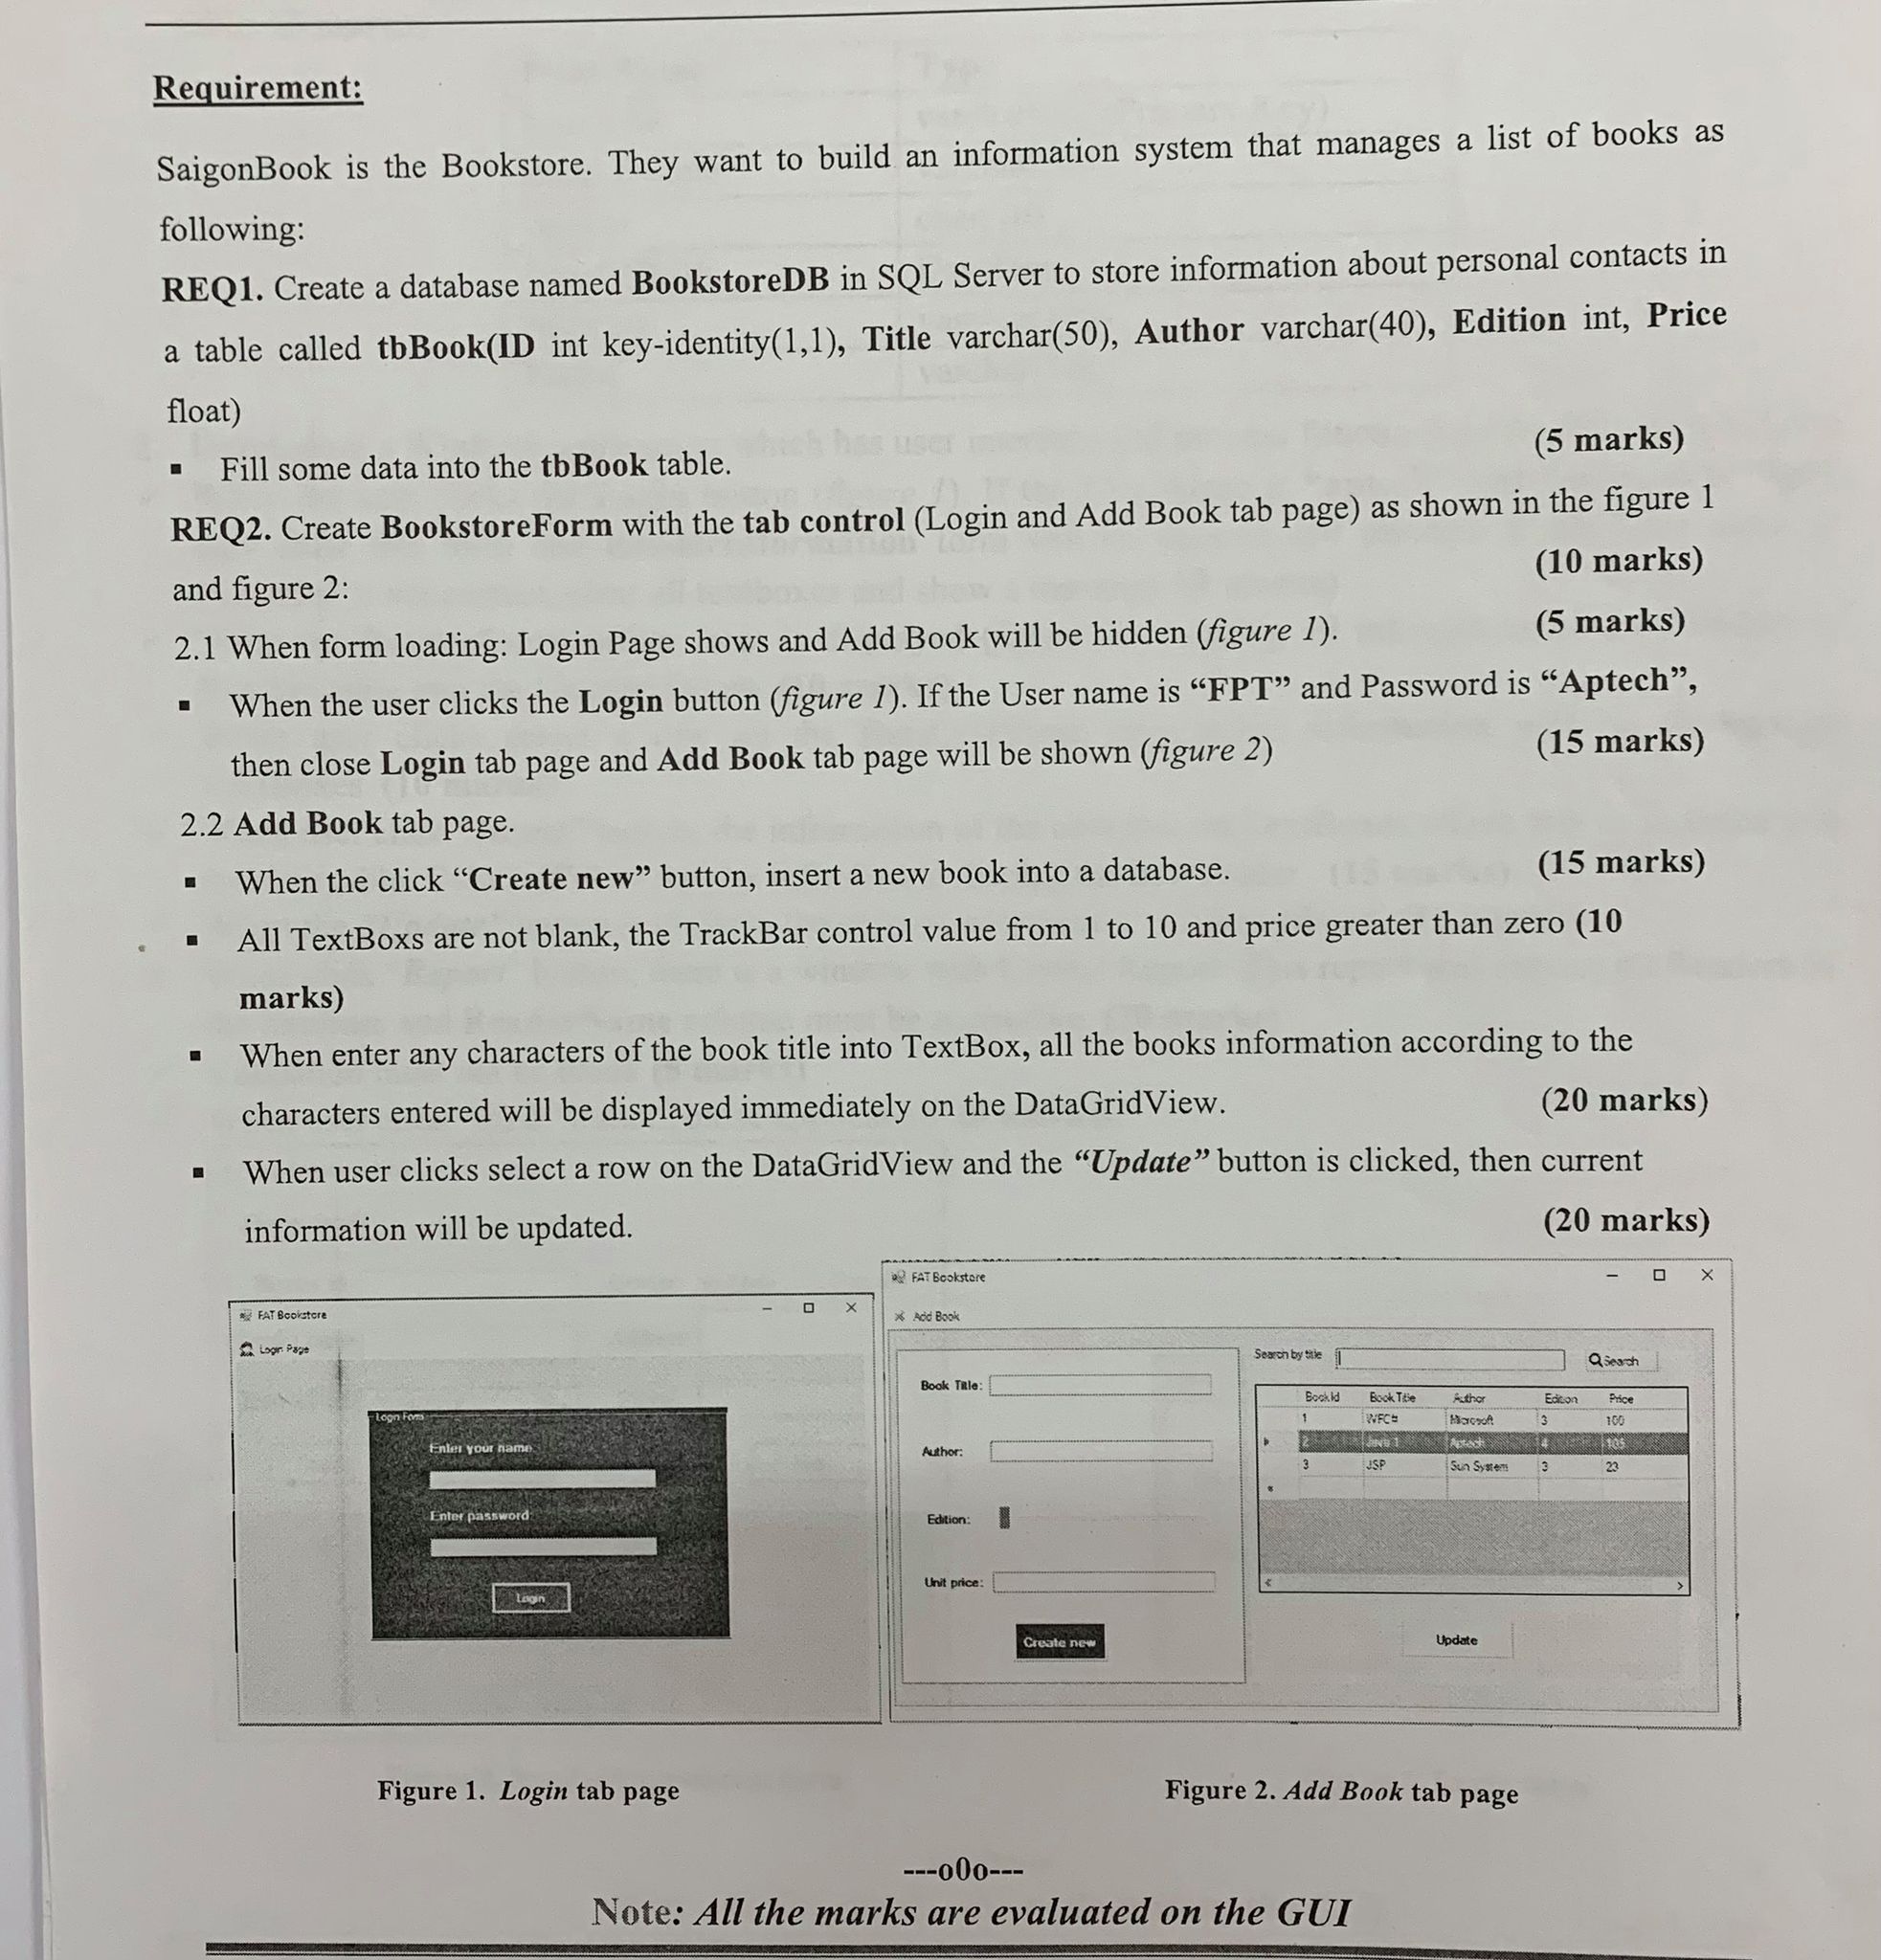 Requirement:
SaigonBook is the Bookstore. They want to build an information system that manages a list of books as
following:
REQ1. Create a database named BookstoreDB in SQL Server to store information about personal contacts in
a table called tbBook(ID int key-identity(1,1), Title varchar(50), Author varchar(40), Edition int, Price
float)
(5 marks)
▪ Fill some data into the tbBook table.
REQ2. Create BookstoreForm with the tab control (Login and Add Book tab page) as shown in the figure 1
and figure 2: (10 marks)
2.1 When form loading: Login Page shows and Add Book will be hidden (figure 1). (5 marks)
▪ When the user clicks the Login button (figure 1). If the User name is “FPT” and Password is “Aptech”,
then close Login tab page and Add Book tab page will be shown (figure 2) (15 marks)
2.2 Add Book tab page.
▪ When the click “Create new” button, insert a new book into a database. (15 marks)
▪ All TextBoxs are not blank, the TrackBar control value from 1 to 10 and price greater than zero (10
marks)
▪ When enter any characters of the book title into TextBox, all the books information according to the
characters entered will be displayed immediately on the DataGridView. (20 marks)
▪ When user clicks select a row on the DataGridView and the “Update” button is clicked, then current
information will be updated. (20 marks)
FAT Bookstore
Login Page
Login Form
Enter your name
Enter password
Login
FAT Bookstore
Add Book
Book Title:
Author:
Edition:
Unit price:
Create new
Search by title
Search
Book Id Book Title Author Edition Price
1 WFC# Microsoft 3 100
2 Java 1 Aptech 4 105
3 JSP Sun System 3 23
Update
Figure 1. Login tab page
Figure 2. Add Book tab page
---o0o---
Note: All the marks are evaluated on the GUI